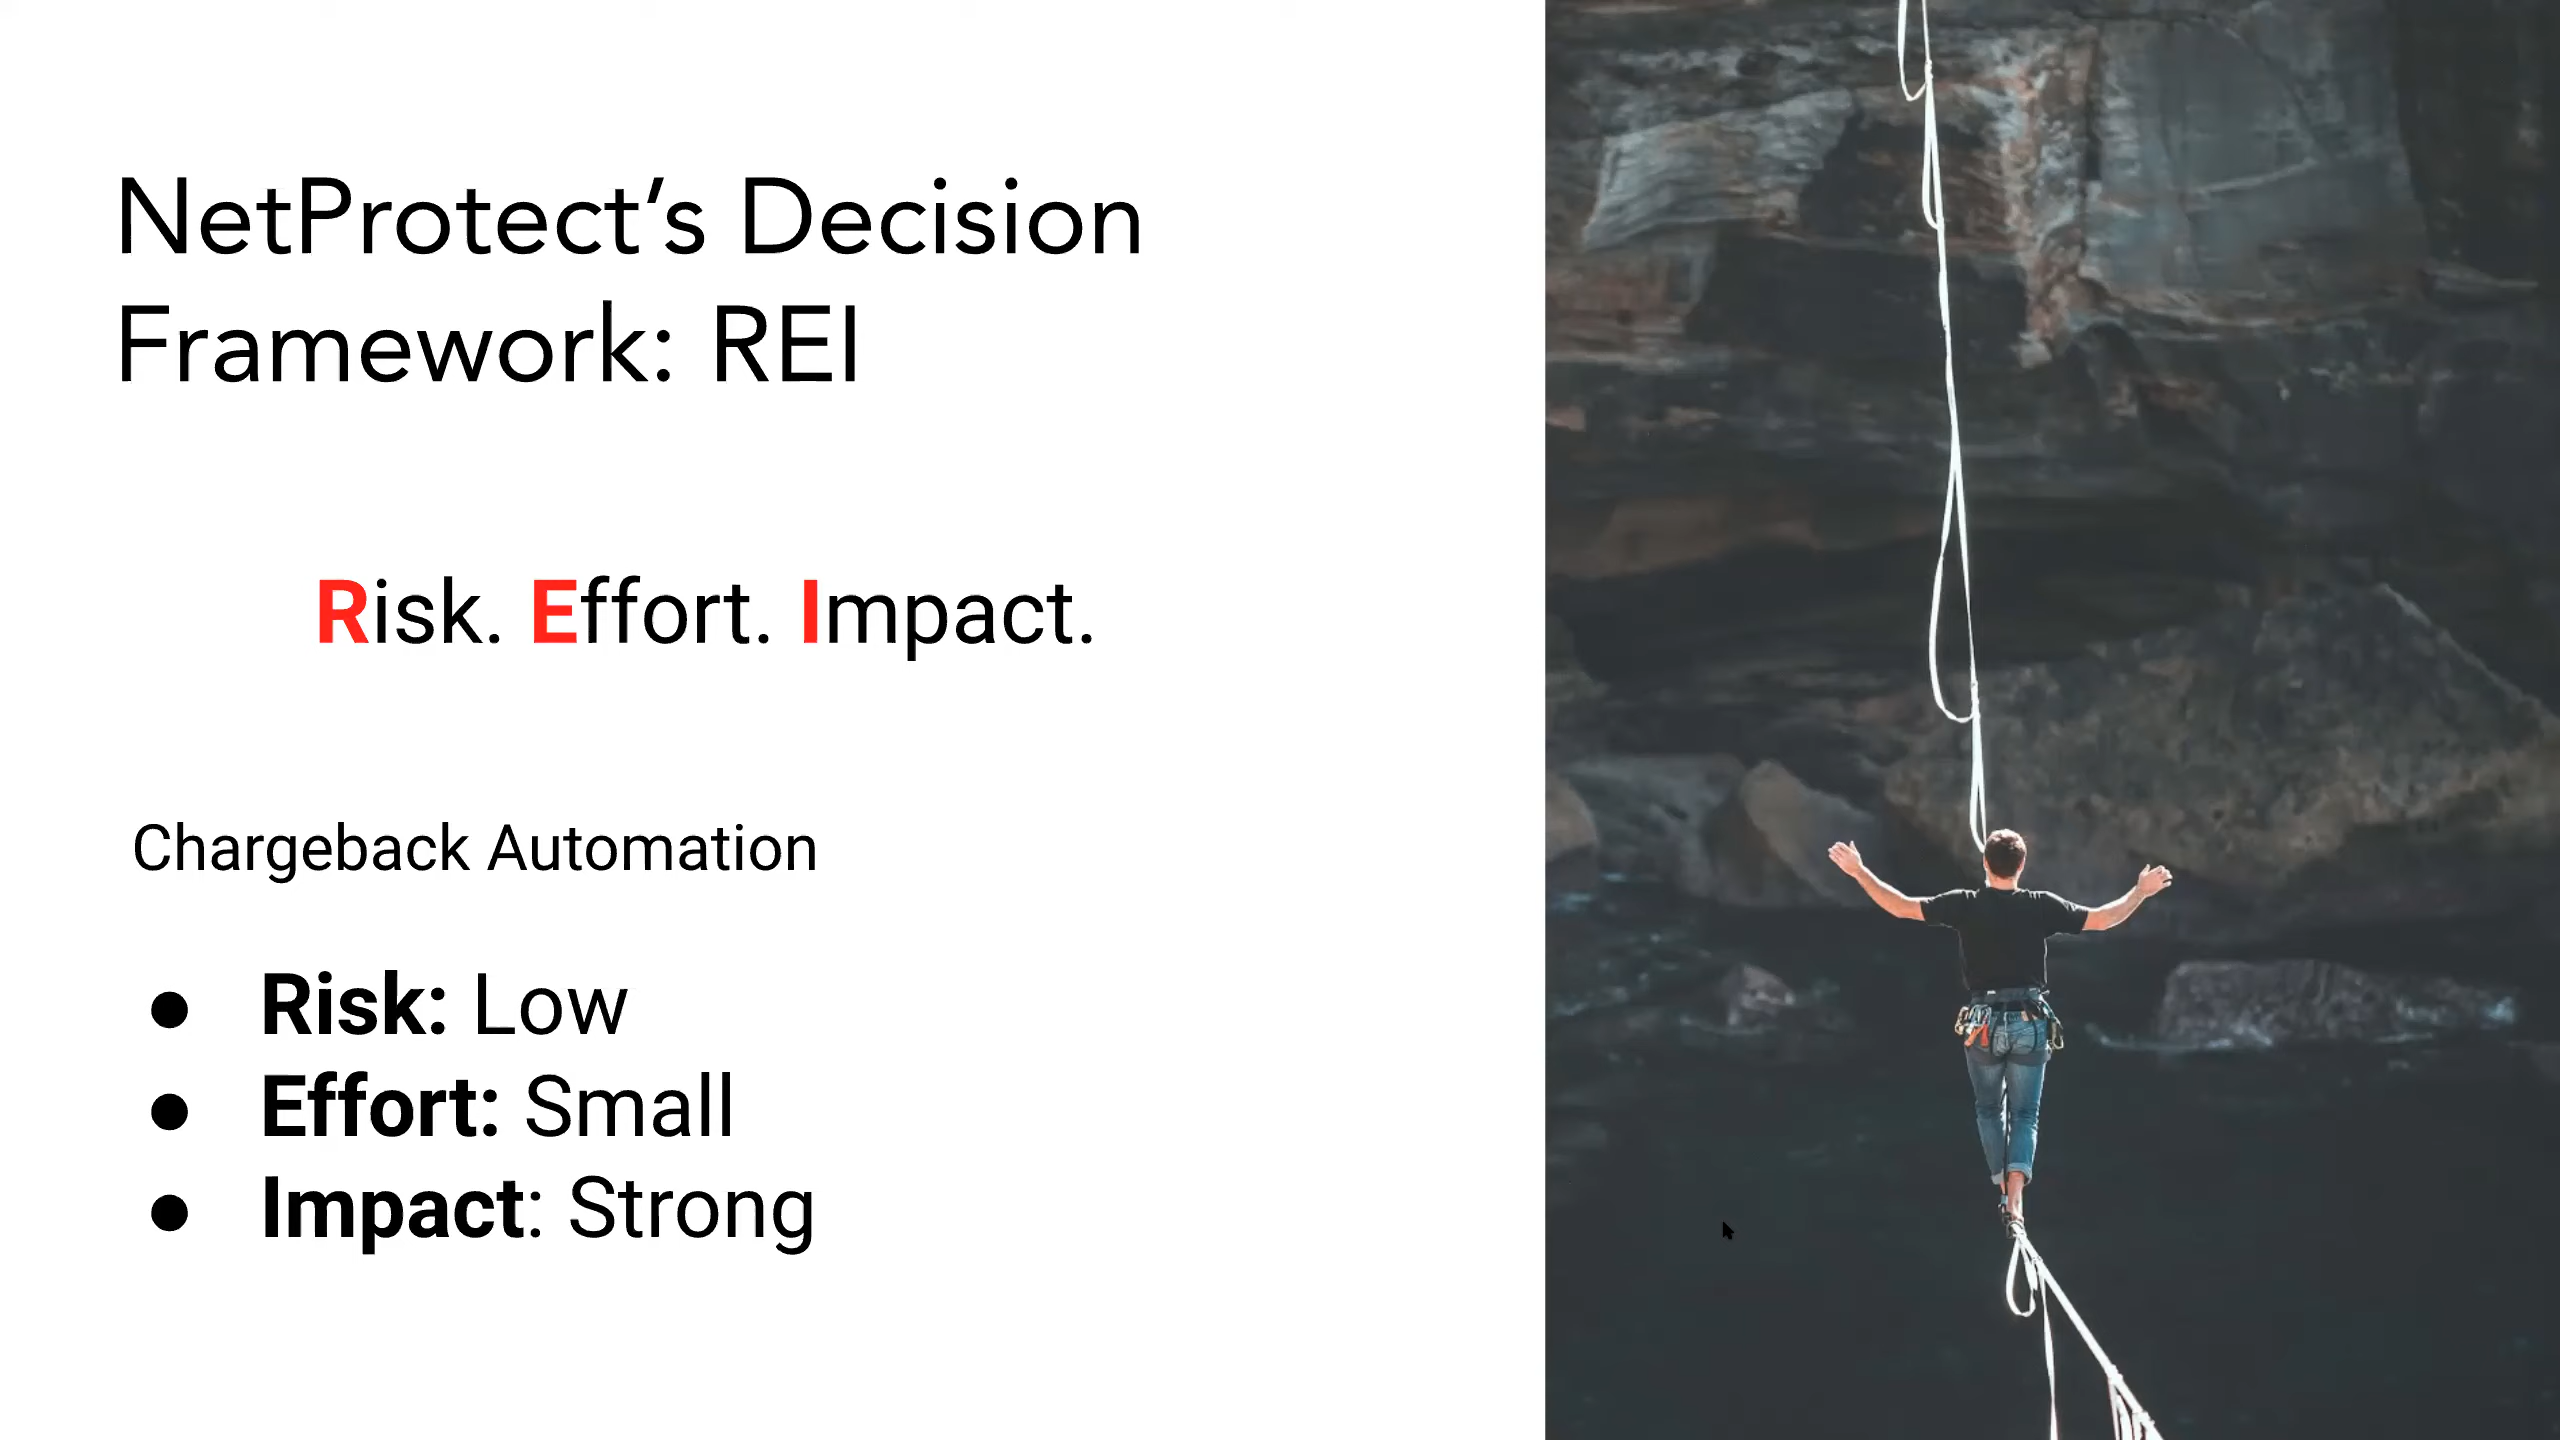 NetProtect’s Decision
Framework: REI
Risk. Effort. Impact.
Chargeback Automation
● Risk: Low
● Effort: Small
● Impact: Strong